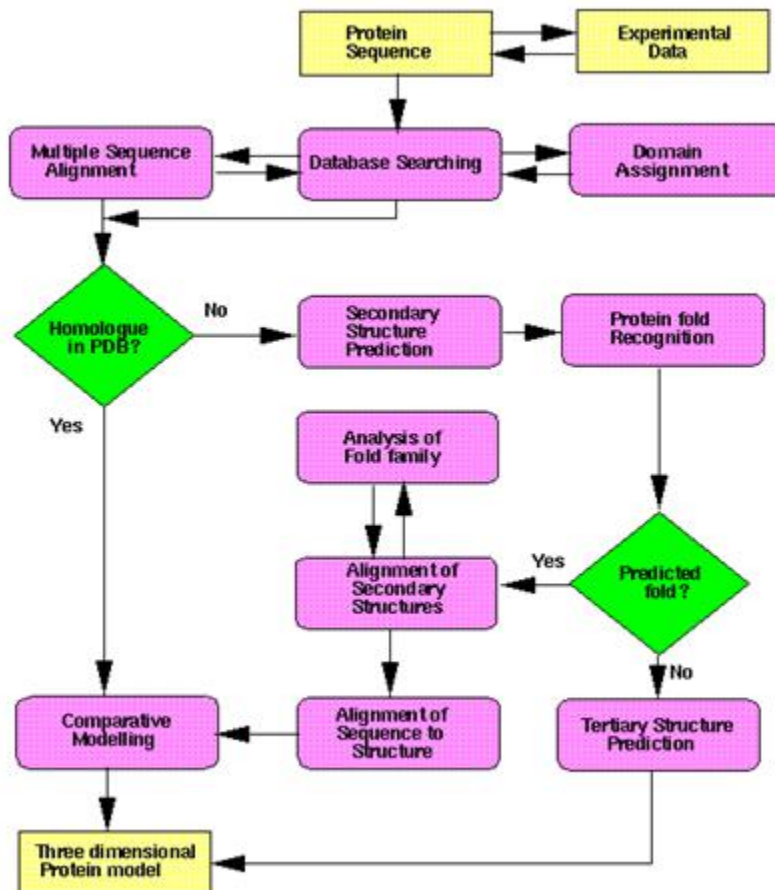 Protein
Sequence
Experimental
Data
Multiple Sequence
Alignment
Database Searching
Domain
Assignment
Homologue
in PDB?
No
Secondary
Structure
Prediction
Protein fold
Recognition
Yes
Analysis of
Fold family
Alignment of
Secondary
Structures
Yes
Predicted
fold?
No
Comparative
Modelling
Alignment of
Sequence to
Structure
Tertiary Structure
Prediction
Three dimensional
Protein model